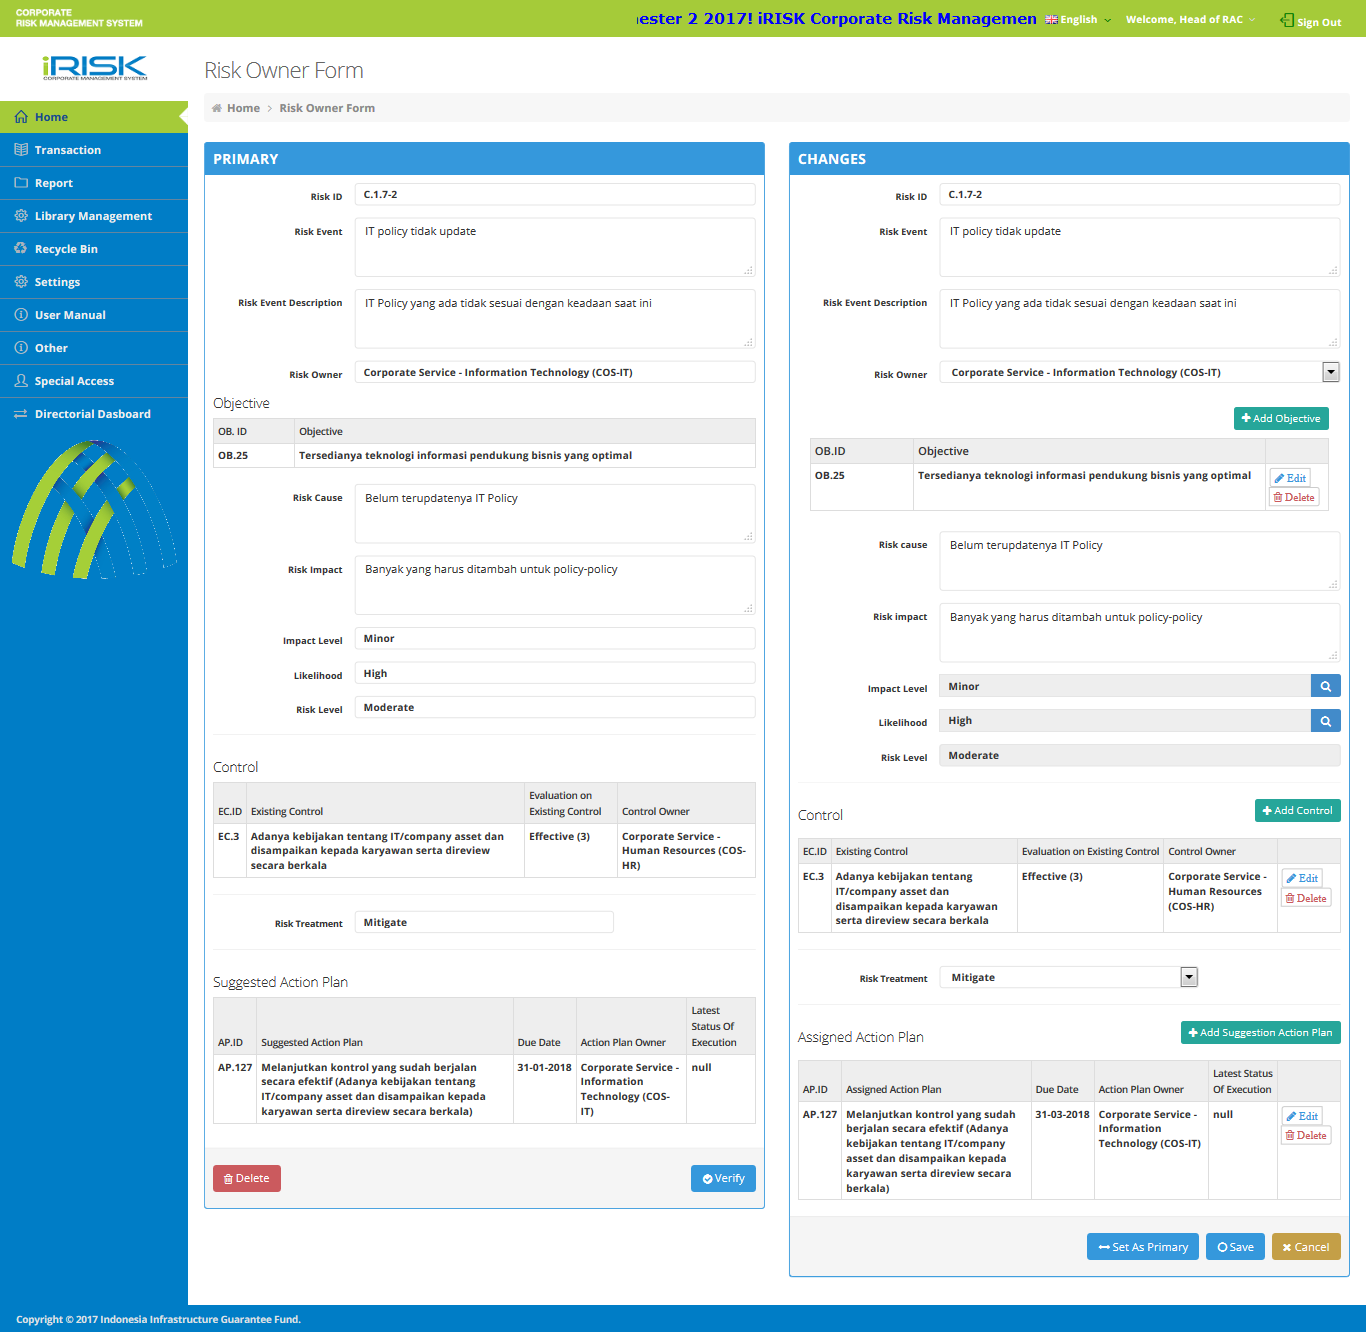 CORPORATE
RISK MANAGEMENT SYSTEM
ester 2 2017! iRISK Corporate Risk Managemen
English
Welcome, Head of RAC
Sign Out
iRISK
CORPORATE MANAGEMENT SYSTEM
Home
Transaction
Report
Library Management
Recycle Bin
Settings
User Manual
Other
Special Access
Directorial Dasboard
Risk Owner Form
Home > Risk Owner Form
PRIMARY
Risk ID C.1.7-2
Risk Event IT policy tidak update
Risk Event Description IT Policy yang ada tidak sesuai dengan keadaan saat ini
Risk Owner Corporate Service - Information Technology (COS-IT)
Objective
OB. ID Objective
OB.25 Tersedianya teknologi informasi pendukung bisnis yang optimal
Risk Cause Belum terupdatenya IT Policy
Risk Impact Banyak yang harus ditambah untuk policy-policy
Impact Level Minor
Likelihood High
Risk Level Moderate
Control
Evaluation on
EC.ID Existing Control Existing Control Control Owner
EC.3 Adanya kebijakan tentang IT/company asset dan Effective (3) Corporate Service -
disampaikan kepada karyawan serta direview Human Resources (COS-
secara berkala HR)
Risk Treatment Mitigate
Suggested Action Plan
Latest
Status Of
AP.ID Suggested Action Plan Due Date Action Plan Owner Execution
AP.127 Melanjutkan kontrol yang sudah berjalan 31-01-2018 Corporate Service - null
secara efektif (Adanya kebijakan tentang Information
IT/company asset dan disampaikan kepada Technology (COS-
karyawan serta direview secara berkala) IT)
Delete
Verify
CHANGES
Risk ID C.1.7-2
Risk Event IT policy tidak update
Risk Event Description IT Policy yang ada tidak sesuai dengan keadaan saat ini
Risk Owner Corporate Service - Information Technology (COS-IT)
Add Objective
OB.ID Objective
OB.25 Tersedianya teknologi informasi pendukung bisnis yang optimal Edit
Delete
Risk cause Belum terupdatenya IT Policy
Risk impact Banyak yang harus ditambah untuk policy-policy
Impact Level Minor
Likelihood High
Risk Level Moderate
Control
Add Control
EC.ID Existing Control Evaluation on Existing Control Control Owner
EC.3 Adanya kebijakan tentang Effective (3) Corporate Service - Edit
IT/company asset dan Human Resources Delete
disampaikan kepada karyawan (COS-HR)
serta direview secara berkala
Risk Treatment Mitigate
Assigned Action Plan
Add Suggestion Action Plan
Latest Status
AP.ID Assigned Action Plan Due Date Action Plan Owner Of Execution
AP.127 Melanjutkan kontrol yang sudah 31-03-2018 Corporate Service - null Edit
berjalan secara efektif (Adanya Information Delete
kebijakan tentang IT/company Technology (COS-IT)
asset dan disampaikan kepada
karyawan serta direview secara
berkala)
Set As Primary
Save
Cancel
Copyright © 2017 Indonesia Infrastructure Guarantee Fund.